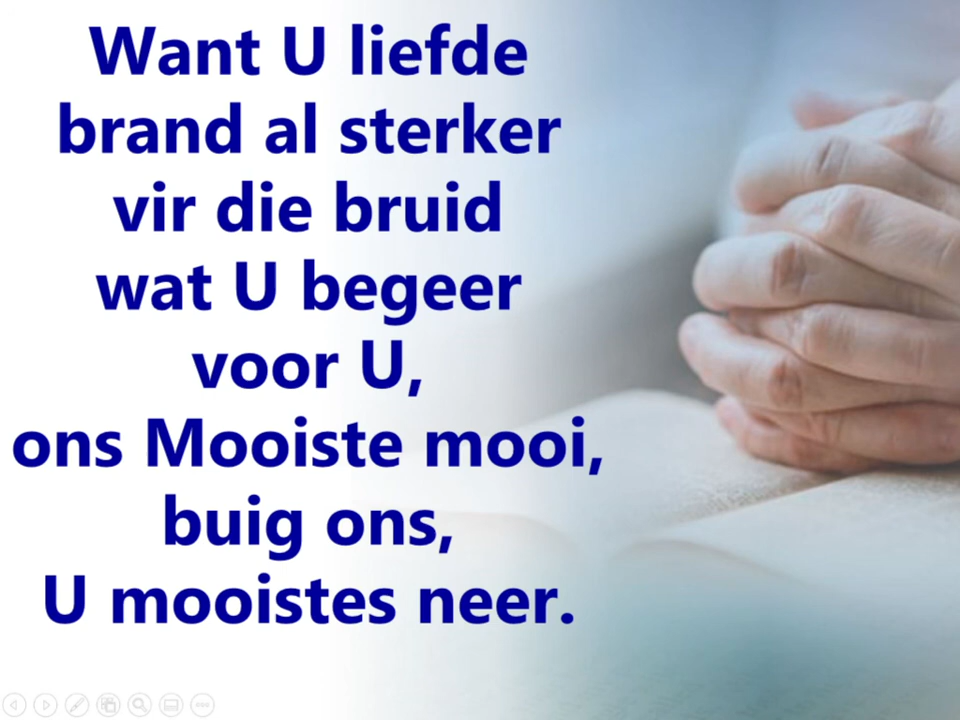 Want U liefde
brand al sterker
vir die bruid
wat U begeer
voor U,
ons Mooiste mooi,
buig ons,
U mooistes neer.